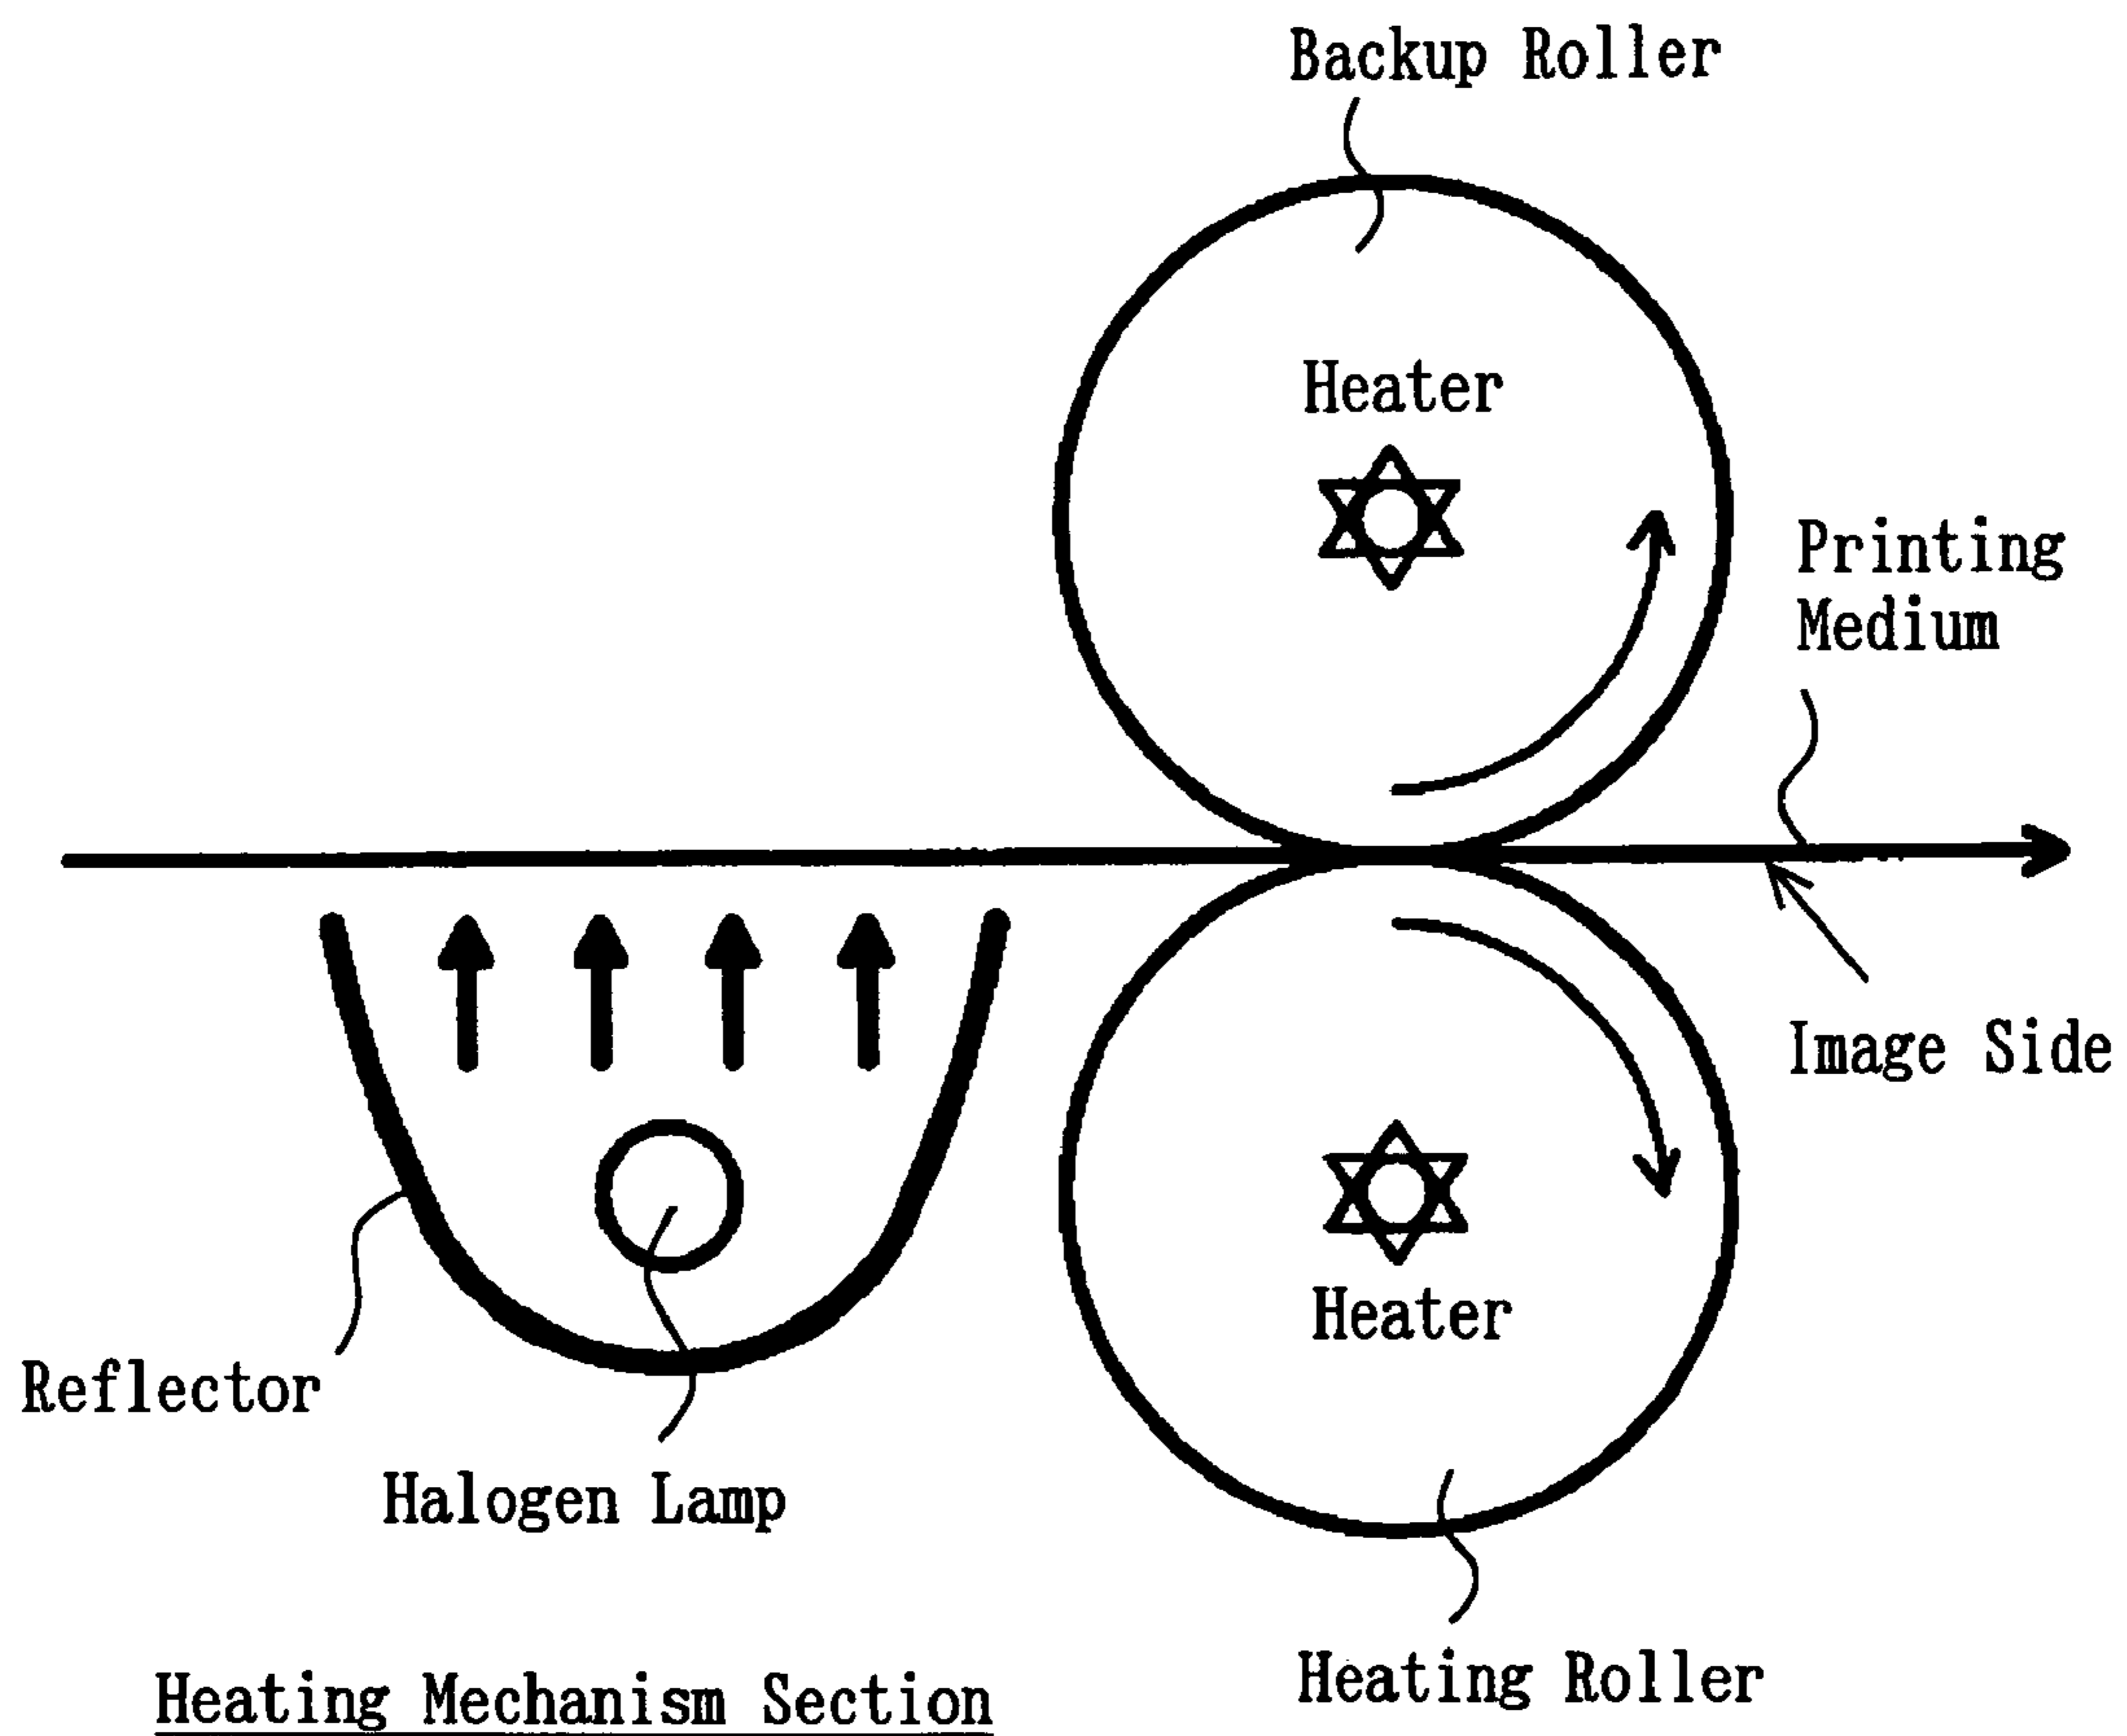 Backup Roller
Heater
Printing
Medium
Image Side
Heater
Reflector
Halogen Lamp
Heating Roller
Heating Mechanism Section